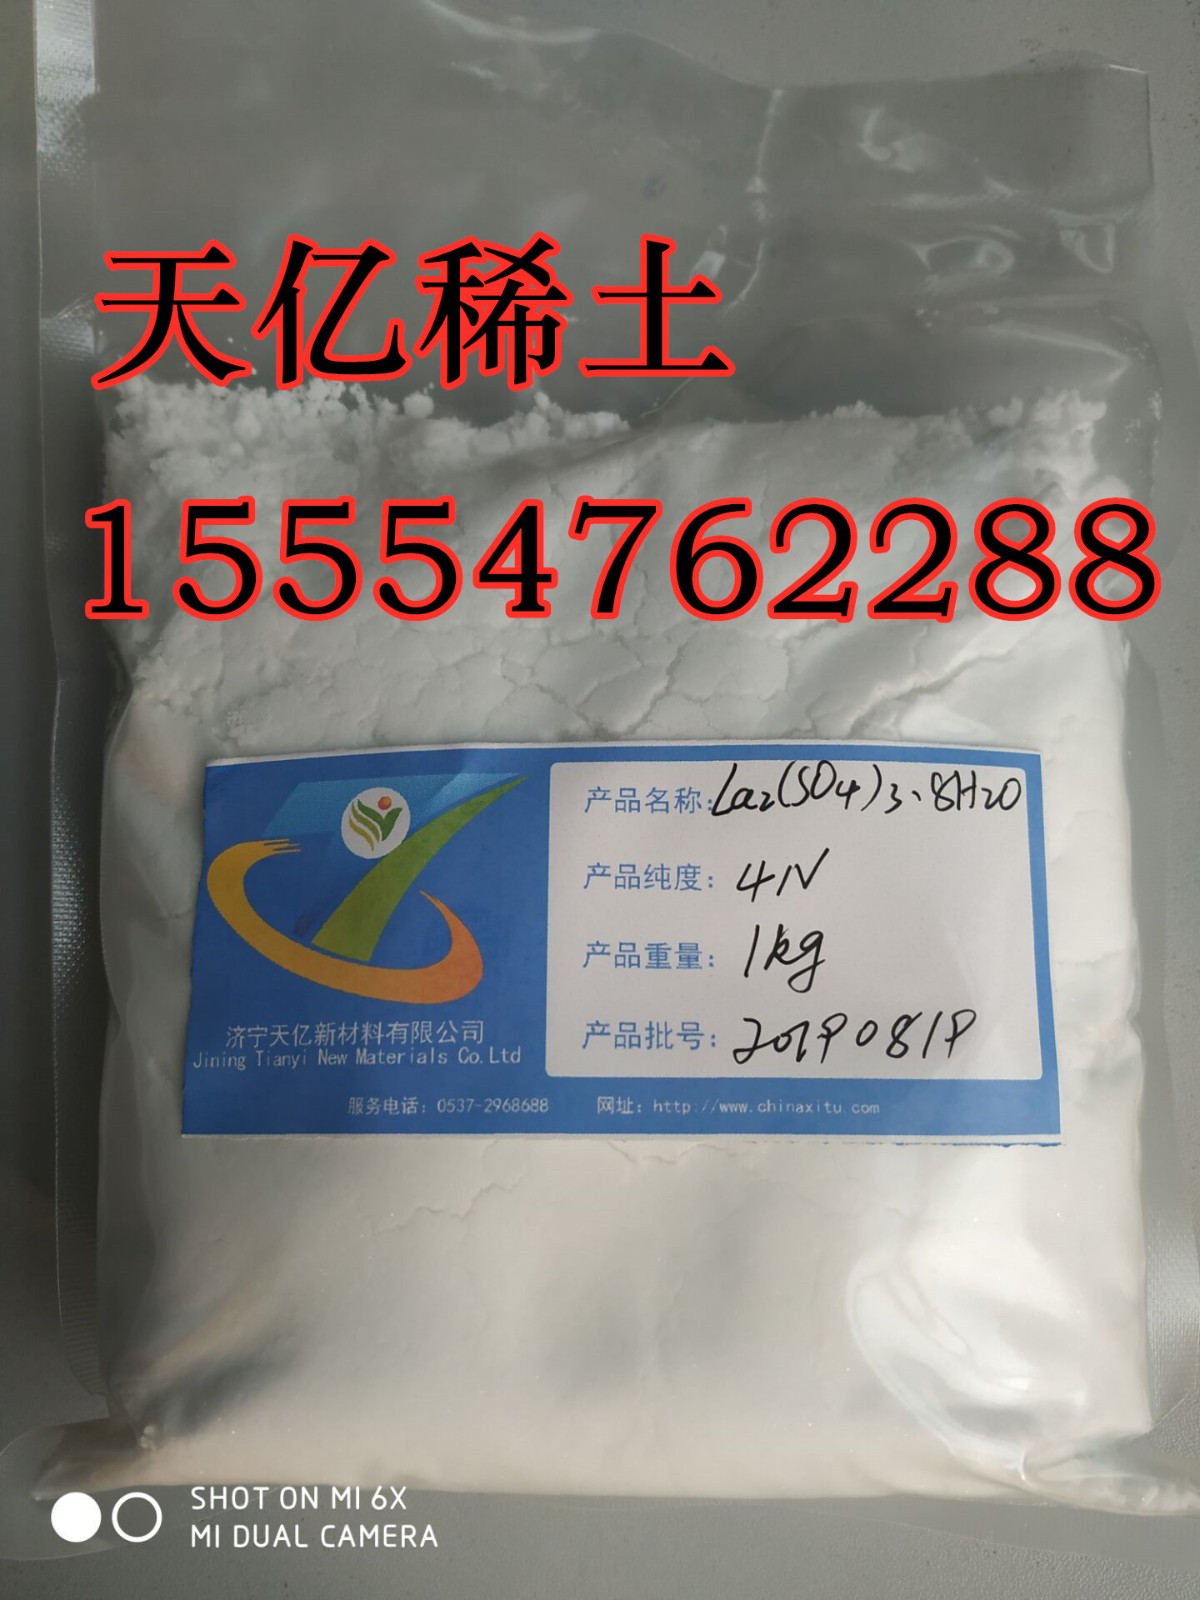 天亿稀土
15554762288
产品名称：La2(SO4)3·8H2O
产品纯度：4N
产品重量：1kg
产品批号：20190819
济宁天亿新材料有限公司
Jining Tianyi New Materials Co.Ltd
服务电话：0537-2968688 网址：http://www.chinaxitu.com
SHOT ON MI 6X
MI DUAL CAMERA